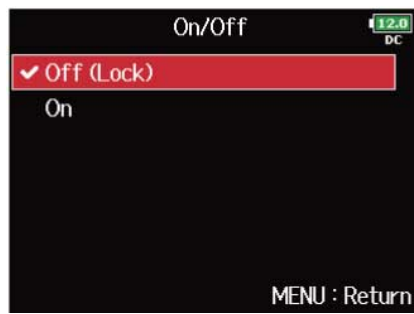 On/Off
12.0
DC
Off (Lock)
On
MENU : Return